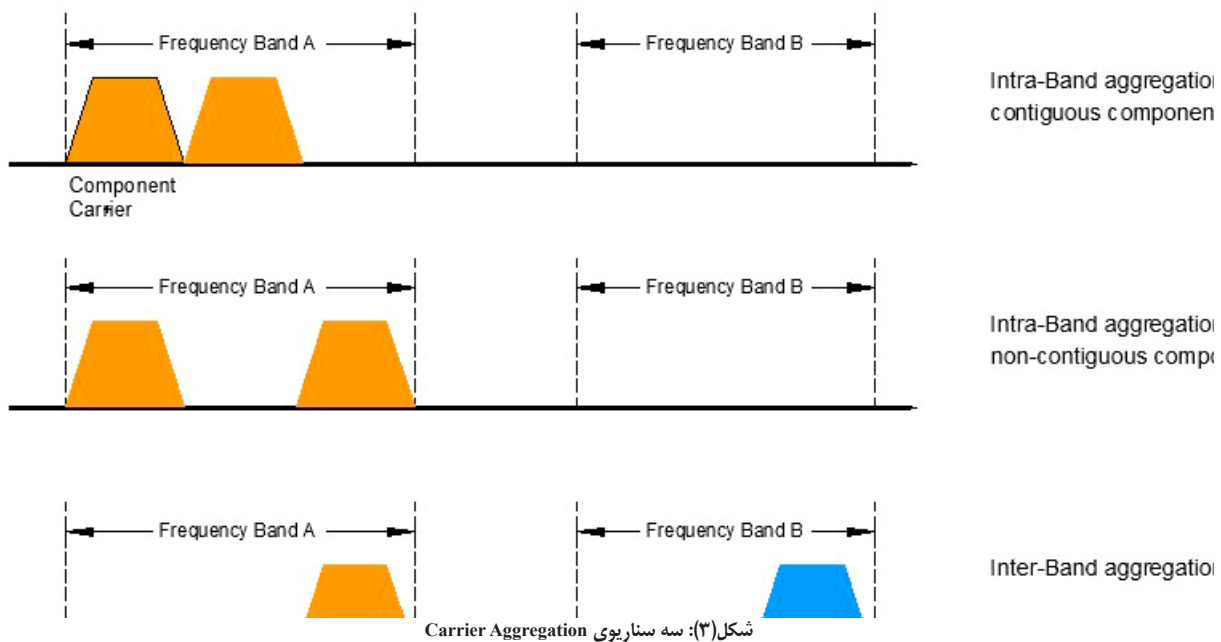 Frequency Band A
Frequency Band B
Intra-Band aggregation
contiguous componen
Component
Carrier
Frequency Band A
Frequency Band B
Intra-Band aggregation
non-contiguous compo
Frequency Band A
Frequency Band B
Inter-Band aggregation
شکل(۳): سه سناریوی Carrier Aggregation